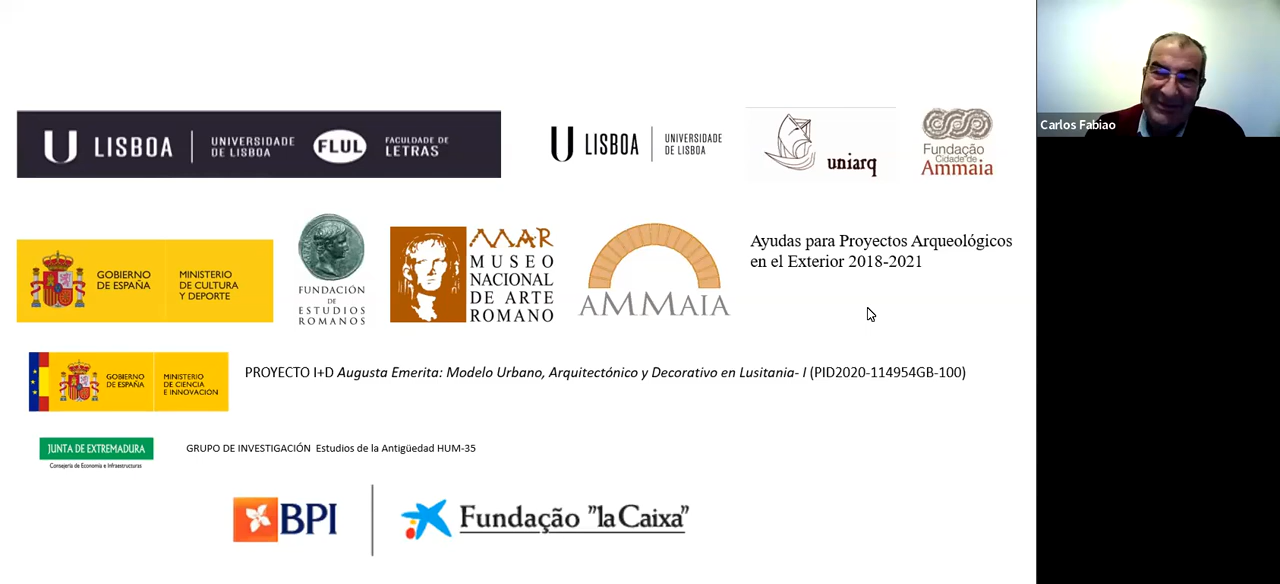 LISBOA
UNIVERSIDADE
DE LISBOA
FLUL
FACULDADE DE
LETRAS
LISBOA
UNIVERSIDADE
DE LISBOA
uniarq
Fundação
Cidade de
Ammaia
Carlos Fabiao
GOBIERNO
DE ESPAÑA
MINISTERIO
DE CULTURA
Y DEPORTE
FUNDACIÓN
DE
ESTUDIOS
ROMANOS
MAR
MUSEO
NACIONAL
DE ARTE
ROMANO
AMMAIA
Ayudas para Proyectos Arqueológicos
en el Exterior 2018-2021
GOBIERNO
DE ESPAÑA
MINISTERIO
DE CIENCIA
E INNOVACION
PROYECTO I+D Augusta Emerita: Modelo Urbano, Arquitectónico y Decorativo en Lusitania- I (PID2020-114954GB-100)
JUNTA DE EXTREMADURA
Consejería de Economía e Infraestructuras
GRUPO DE INVESTIGACIÓN Estudios de la Antigüedad HUM-35
BPI
Fundação "la Caixa"